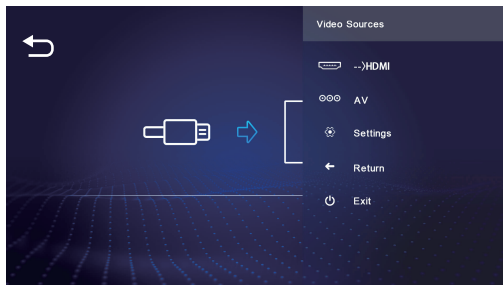 Video Sources
-->HDMI
AV
Settings
Return
Exit